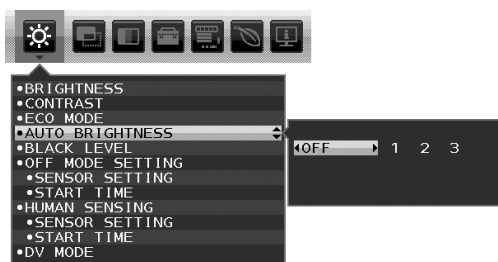 •BRIGHTNESS
•CONTRAST
•ECO MODE
•AUTO BRIGHTNESS
OFF 1 2 3
•BLACK LEVEL
•OFF MODE SETTING
•SENSOR SETTING
•START TIME
•HUMAN SENSING
•SENSOR SETTING
•START TIME
•DV MODE